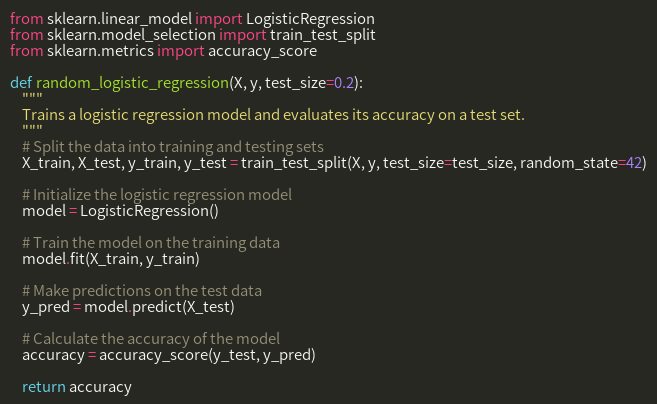 from sklearn.linear_model import LogisticRegression
from sklearn.model_selection import train_test_split
from sklearn.metrics import accuracy_score

def random_logistic_regression(X, y, test_size=0.2):
    """
    Trains a logistic regression model and evaluates its accuracy on a test set.
    """
    # Split the data into training and testing sets
    X_train, X_test, y_train, y_test = train_test_split(X, y, test_size=test_size, random_state=42)

    # Initialize the logistic regression model
    model = LogisticRegression()

    # Train the model on the training data
    model.fit(X_train, y_train)

    # Make predictions on the test data
    y_pred = model.predict(X_test)

    # Calculate the accuracy of the model
    accuracy = accuracy_score(y_test, y_pred)

    return accuracy